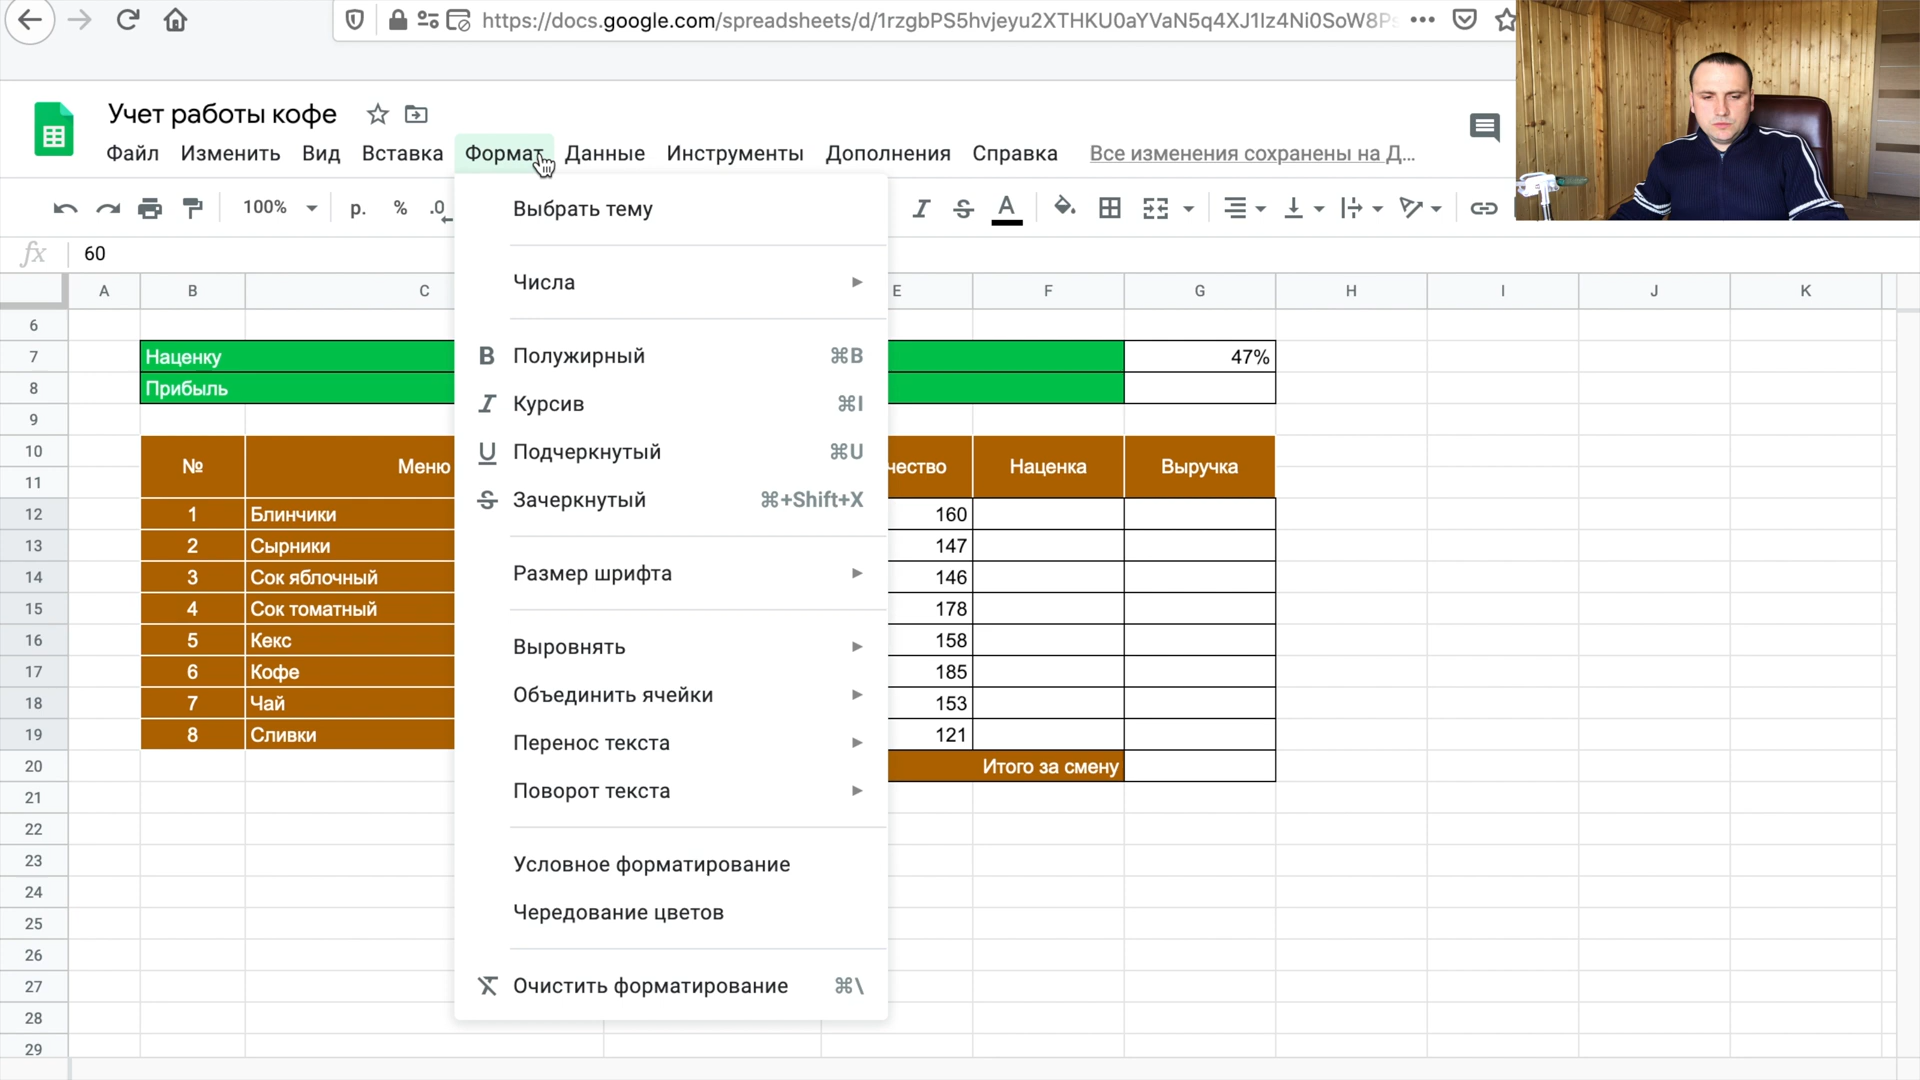 https://docs.google.com/spreadsheets/d/1rzgbPS5hvjeyu2XTHKU0aYVaN5q4XJ1Iz4Ni0SoW8Ps
Учет работы кофе
Файл Изменить Вид Вставка Формат Данные Инструменты Дополнения Справка Все изменения сохранены на Д...
100% р. % .0 A
fx 60
A B C E F G H I J K
6
7 Наценку 47%
8 Прибыль
9
10 № Меню чество Наценка Выручка
11
12 1 Блинчики 160
13 2 Сырники 147
14 3 Сок яблочный 146
15 4 Сок томатный 178
16 5 Кекс 158
17 6 Кофе 185
18 7 Чай 153
19 8 Сливки 121
20 Итого за смену
21
22
23
24
25
26
27
28
29
Выбрать тему
Числа
B Полужирный ⌘B
I Курсив ⌘I
U Подчеркнутый ⌘U
S Зачеркнутый ⌘+Shift+X
Размер шрифта
Выровнять
Объединить ячейки
Перенос текста
Поворот текста
Условное форматирование
Чередование цветов
Очистить форматирование ⌘\